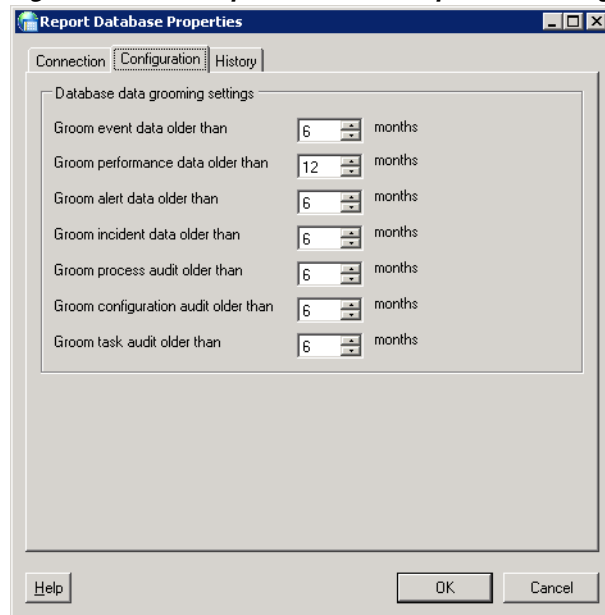 Report Database Properties
Connection Configuration History
Database data grooming settings
Groom event data older than 6 months
Groom performance data older than 12 months
Groom alert data older than 6 months
Groom incident data older than 6 months
Groom process audit older than 6 months
Groom configuration audit older than 6 months
Groom task audit older than 6 months
Help OK Cancel